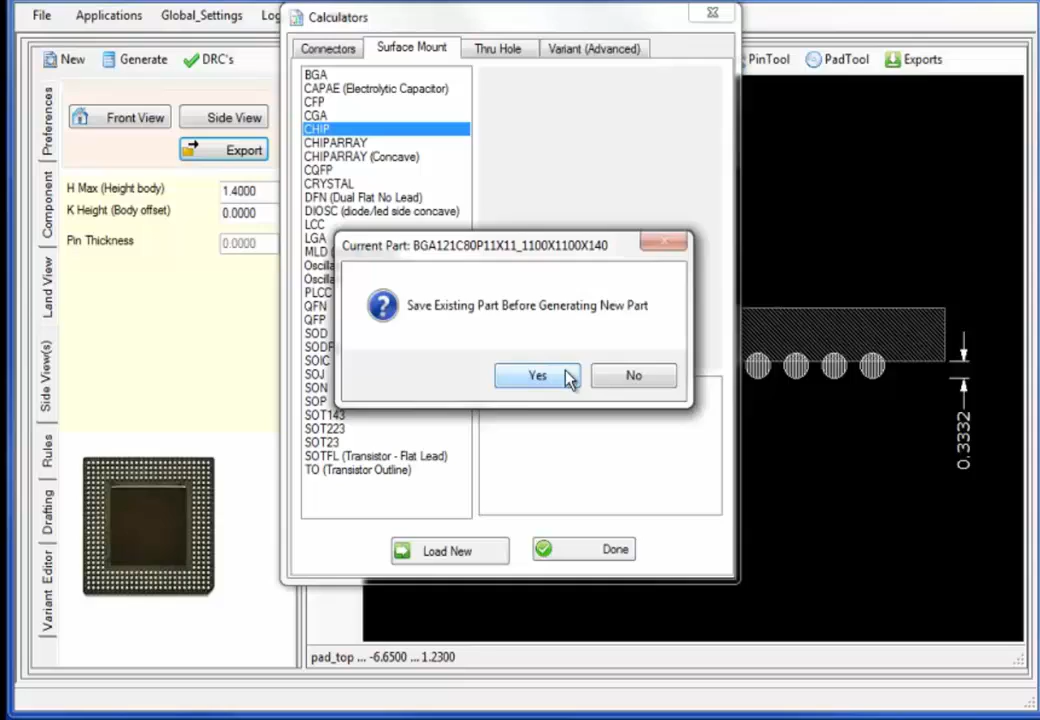 File
Applications
Global_Settings
Calculators
Connectors
Surface Mount
Thru Hole
Variant (Advanced)
New
Generate
DRC's
PinTool
PadTool
Exports
Front View
Side View
Export
Preferences
Component
Land View
Side View(s)
Rules
Drafting
Variant Editor
H Max (Height body)
1.4000
K Height (Body offset)
0.0000
Pin Thickness
0.0000
BGA
CAPAE (Electrolytic Capacitor)
CFP
CGA
CHIP
CHIPARRAY
CHIPARRAY (Concave)
CQFP
CRYSTAL
DFN (Dual Flat No Lead)
DIOSC (diode/led side concave)
LCC
LGA
MLD
Oscilla
Oscilla
PLCC
QFN
QFP
SOD
SODF
SOIC
SOJ
SON
SOP
SOT143
SOT223
SOT23
SOTFL (Transistor - Flat Lead)
TO (Transistor Outline)
Current Part: BGA121C80P11X11_1100X1100X140
Save Existing Part Before Generating New Part
Yes
No
Load New
Done
0.3332
pad_top ... -6.6500 ...1.2300